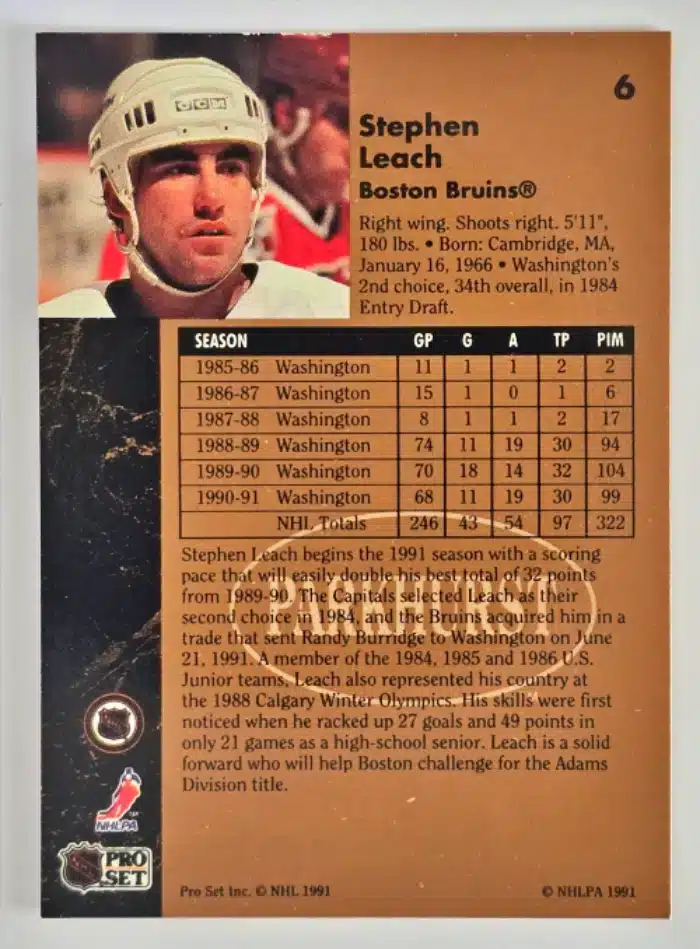 CCM
6
Stephen
Leach
Boston Bruins®
Right wing. Shoots right. 5'11",
180 lbs. • Born: Cambridge, MA,
January 16, 1966 • Washington's
2nd choice, 34th overall, in 1984
Entry Draft.
SEASON GP G A TP PIM
1985-86 Washington 11 1 1 2 2
1986-87 Washington 15 1 0 1 6
1987-88 Washington 8 1 1 2 17
1988-89 Washington 74 11 19 30 94
1989-90 Washington 70 18 14 32 104
1990-91 Washington 68 11 19 30 99
NHL Totals 246 43 54 97 322
Stephen Leach begins the 1991 season with a scoring
pace that will easily double his best total of 32 points
from 1989-90. The Capitals selected Leach as their
second choice in 1984, and the Bruins acquired him in a
trade that sent Randy Burridge to Washington on June
21, 1991. A member of the 1984, 1985 and 1986 U.S.
Junior teams, Leach also represented his country at
the 1988 Calgary Winter Olympics. His skills were first
noticed when he racked up 27 goals and 49 points in
only 21 games as a high-school senior. Leach is a solid
forward who will help Boston challenge for the Adams
Division title.
PARKHURST
NHLPA
PRO
SET
Pro Set Inc. © NHL 1991
© NHLPA 1991